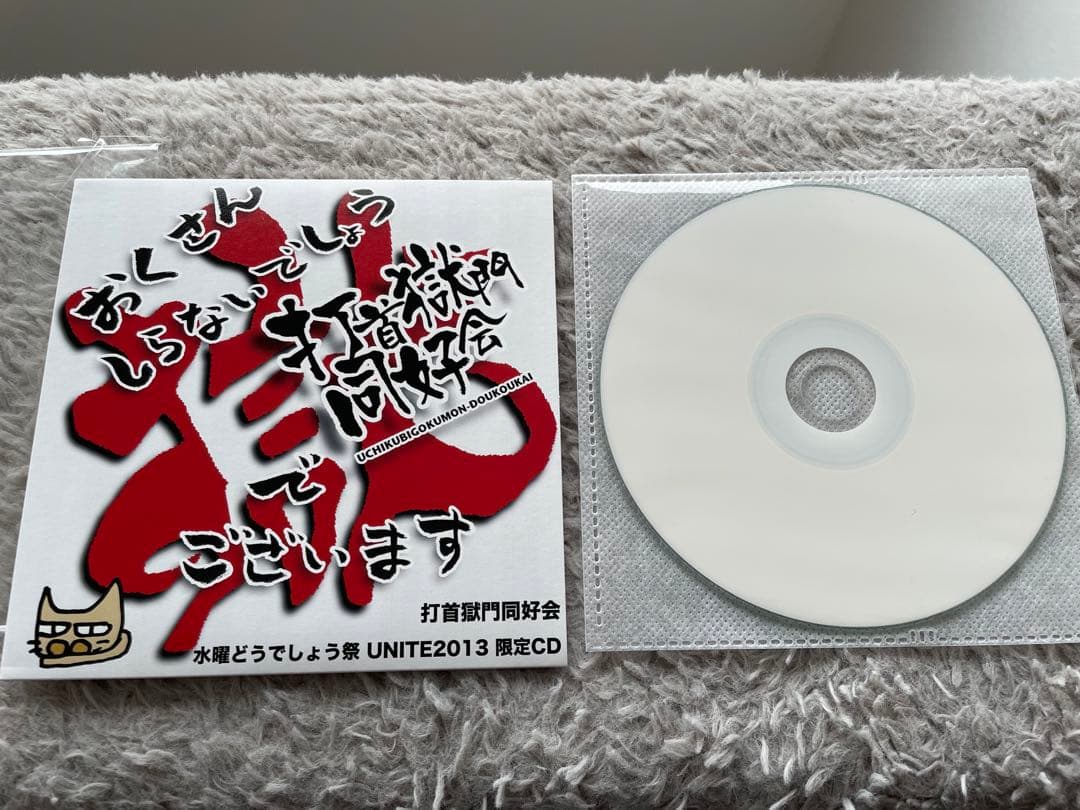 おくさん
しらないでしょう
打首獄門
同好会
UCHIKUBIGOKUMON-DOUKOUKAI
で
ございます
打首獄門同好会
水曜どうでしょう祭 UNITE2013 限定CD